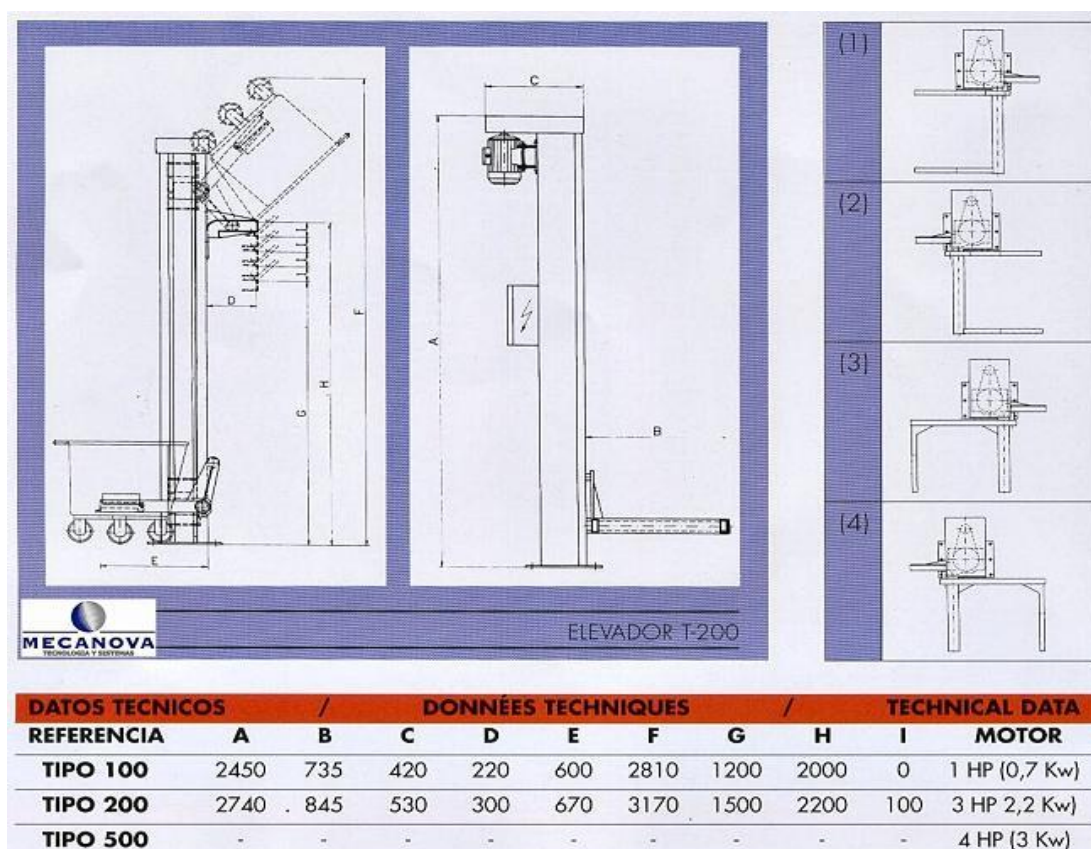 C
A
B
D
F
H
G
E
(1)
(2)
(3)
(4)
MECANOVA
TECNOLOGIA Y SISTEMAS
ELEVADOR T-200
DATOS TECNICOS / DONNÉES TECHNIQUES / TECHNICAL DATA
REFERENCIA A B C D E F G H I MOTOR
TIPO 100 2450 735 420 220 600 2810 1200 2000 0 1 HP (0,7 Kw)
TIPO 200 2740 . 845 530 300 670 3170 1500 2200 100 3 HP 2,2 Kw)
TIPO 500 - - - - - - - - - 4 HP (3 Kw)